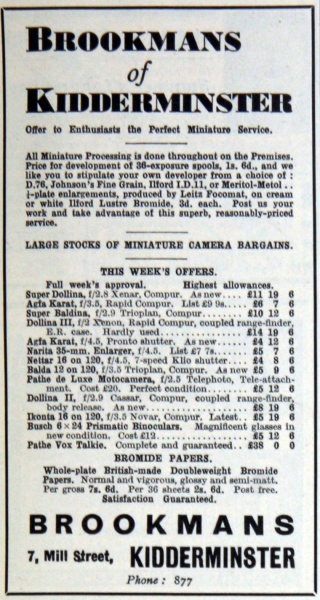 BROOKMANS
of
KIDDERMINSTER
Offer to Enthusiasts the Perfect Miniature Service.
All Miniature Processing is done throughout on the Premises.
Price for development of 36-exposure spools, 1s. 6d., and we
like you to stipulate your own developer from a choice of :
D.76, Johnson's Fine Grain, Ilford I.D.11, or Meritol-Metol . .
½-plate enlargements, produced by Leitz Focomat, on cream
or white Ilford Lustre Bromide, 3d. each. Post us your
work and take advantage of this superb, reasonably-priced
service.
LARGE STOCKS OF MINIATURE CAMERA BARGAINS.
THIS WEEK'S OFFERS.
Full week's approval. Highest allowances.
Super Dollina, f/2.8 Xenar, Compur. As new.... £11 19 6
Agfa Karat, f/3.5, Rapid Compur. List £9 9s.... £6 7 6
Super Baldina, f/2.9 Trioplan, Compur.......... £10 12 6
Dollina III, f/2 Xenon, Rapid Compur, coupled range-finder,
E.R. case. Hardly used.............. £14 19 6
Agfa Karat, f/4.5, Pronto shutter. As new...... £4 12 6
Narita 35-mm. Enlarger, f/4.5. List £7 7s..... £5 7 6
Nettar 16 on 120, f/4.5, 7-speed Klio shutter.... £4 8 6
Balda 12 on 120, f/3.5 Trioplan, Compur. As new £5 9 6
Pathe de Luxe Motocamera, f/2.5 Telephoto, Tele-attach-
ment. Cost £20. Perfect condition........ £5 12 6
Dollina II, f/2.9 Cassar, Compur, coupled range-finder,
body release. As new.............. £8 19 6
Ikonta 16 on 120, f/3.5 Novar, Compur. Latest.. £5 19 6
Busch 6 × 24 Prismatic Binoculars. Magnificent glasses in
new condition. Cost £12............ £5 12 6
Pathe Vox Talkie. Complete and guaranteed.. £38 0 0
BROMIDE PAPERS.
Whole-plate British-made Doubleweight Bromide
Papers. Normal and vigorous, glossy and semi-matt.
Per gross 7s. 6d. Per 36 sheets 2s. 6d. Post free.
Satisfaction Guaranteed.
BROOKMANS
7, Mill Street, KIDDERMINSTER
Phone : 877